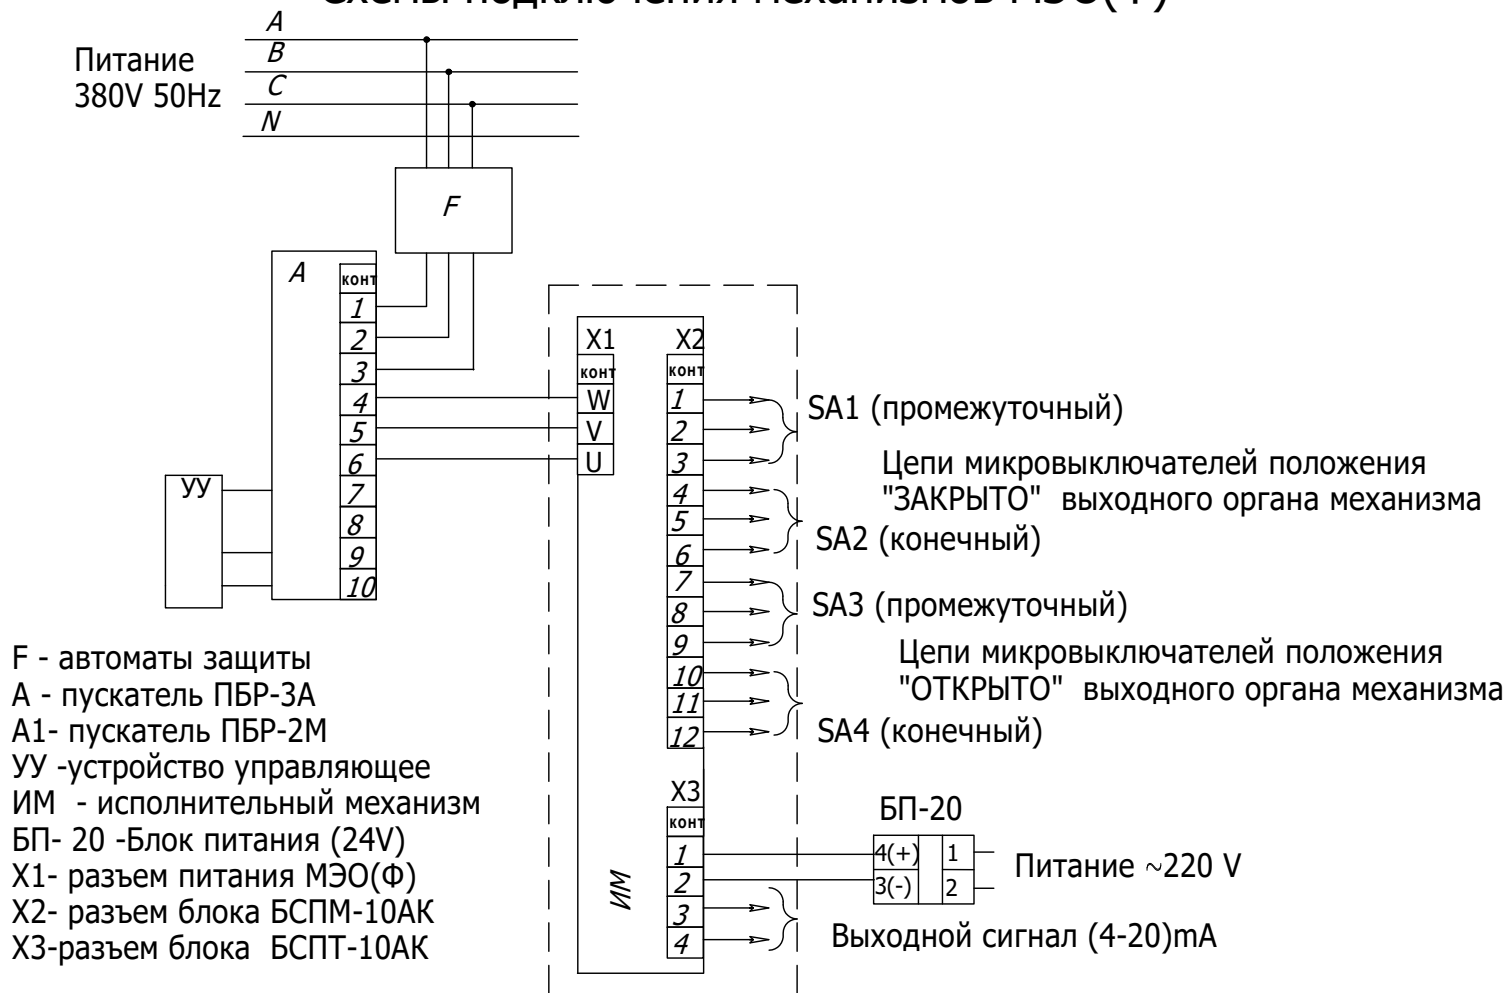 схемы подключения механизмов МЭО(Ф)
A
Питание
380V 50Hz
B
C
N
F
A
конт
1
2
3
4
5
6
7
8
9
10
УУ
X1
конт
W
V
U
X2
конт
1
2
3
4
5
6
7
8
9
10
11
12
SA1 (промежуточный)
Цепи микровыключателей положения
"ЗАКРЫТО" выходного органа механизма
SA2 (конечный)
SA3 (промежуточный)
Цепи микровыключателей положения
"ОТКРЫТО" выходного органа механизма
SA4 (конечный)
F - автоматы защиты
А - пускатель ПБР-3А
А1- пускатель ПБР-2М
УУ -устройство управляющее
ИМ - исполнительный механизм
БП- 20 -Блок питания (24V)
X1- разъем питания МЭО(Ф)
X2- разъем блока БСПМ-10АК
X3-разъем блока БСПТ-10АК
ИМ
X3
конт
1
2
3
4
БП-20
4(+) 1
3(-) 2
Питание ~220 V
Выходной сигнал (4-20)mA